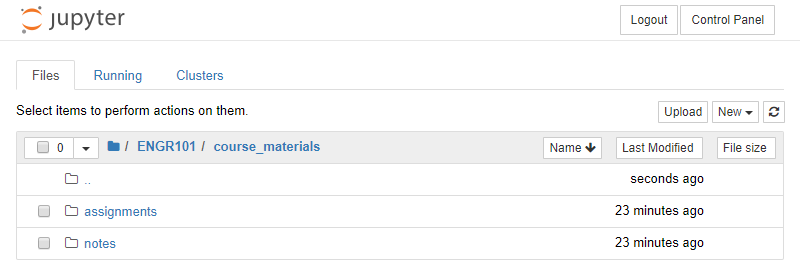 jupyter Logout Control Panel
Files Running Clusters
Select items to perform actions on them. Upload New
0 / ENGR101 / course_materials Name Last Modified File size
.. seconds ago
assignments 23 minutes ago
notes 23 minutes ago